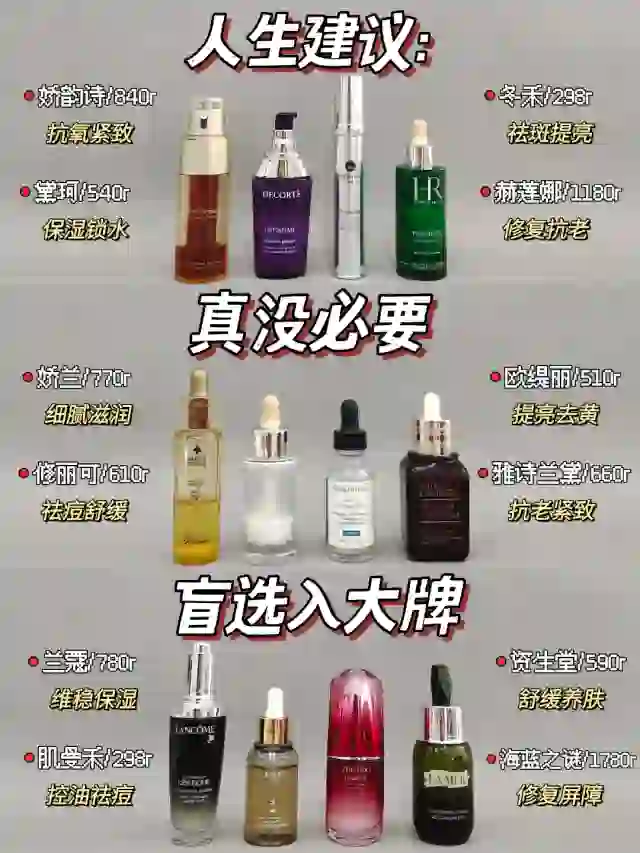 人生建议:
娇韵诗/840r
抗氧紧致
冬禾/298r
祛斑提亮
黛珂/540r
保湿锁水
赫莲娜/1180r
修复抗老
DECORTÉ
HR
真没必要
娇兰/770r
细腻滋润
欧缇丽/510r
提亮去黄
修丽可/610r
祛痘舒缓
雅诗兰黛/660r
抗老紧致
盲选入大牌
兰蔻/780r
维稳保湿
资生堂/590r
舒缓养肤
肌曼禾/298r
控油祛痘
海蓝之谜/1780r
修复屏障
LANCÔME
LA MER